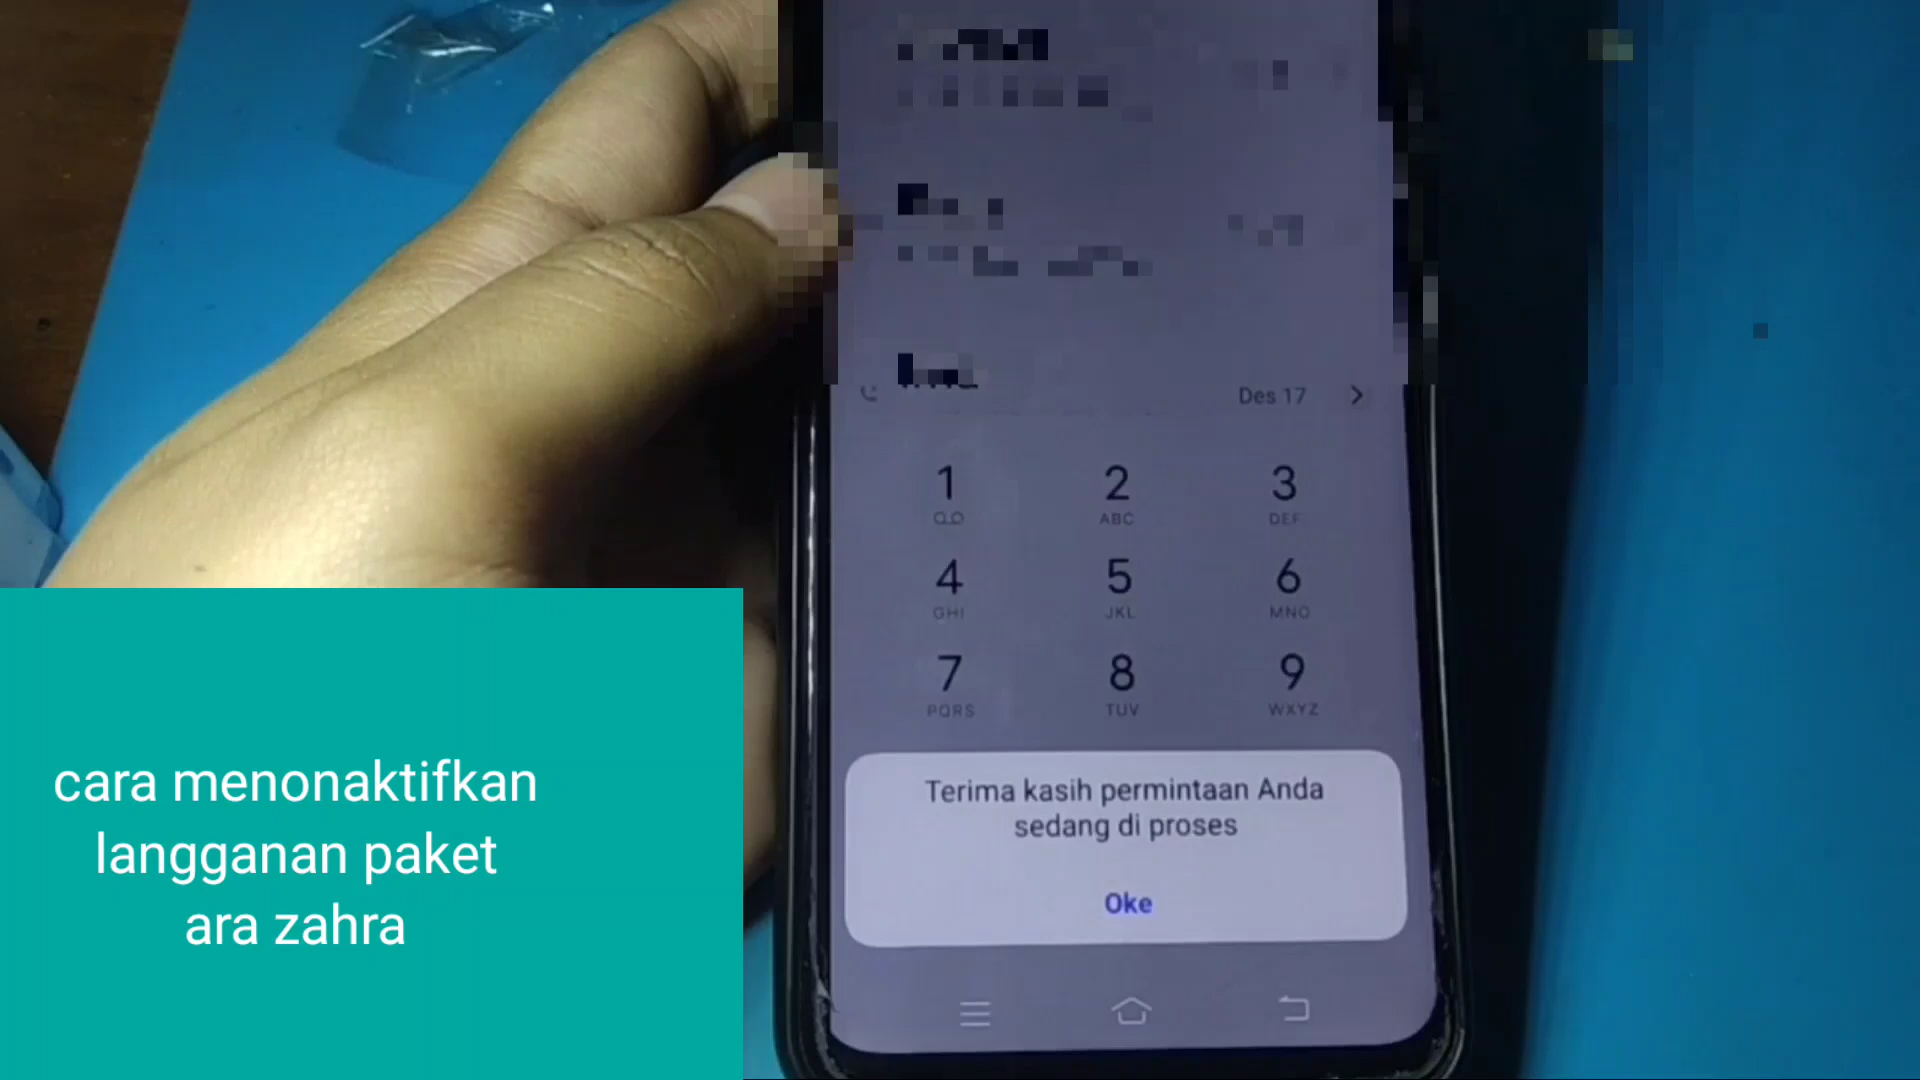 Des 17
1
2
ABC
3
DEF
4
GHI
5
JKL
6
MNO
7
PQRS
8
TUV
9
WXYZ
Terima kasih permintaan Anda
sedang di proses
Oke
cara menonaktifkan
langganan paket
ara zahra